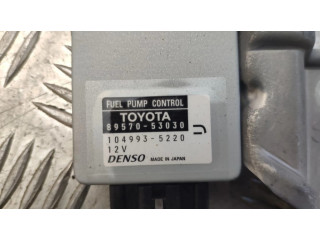 FUEL PUMP CONTROL
TOYOTA
89570-53030
104993-5220
12V
DENSO MADE IN JAPAN